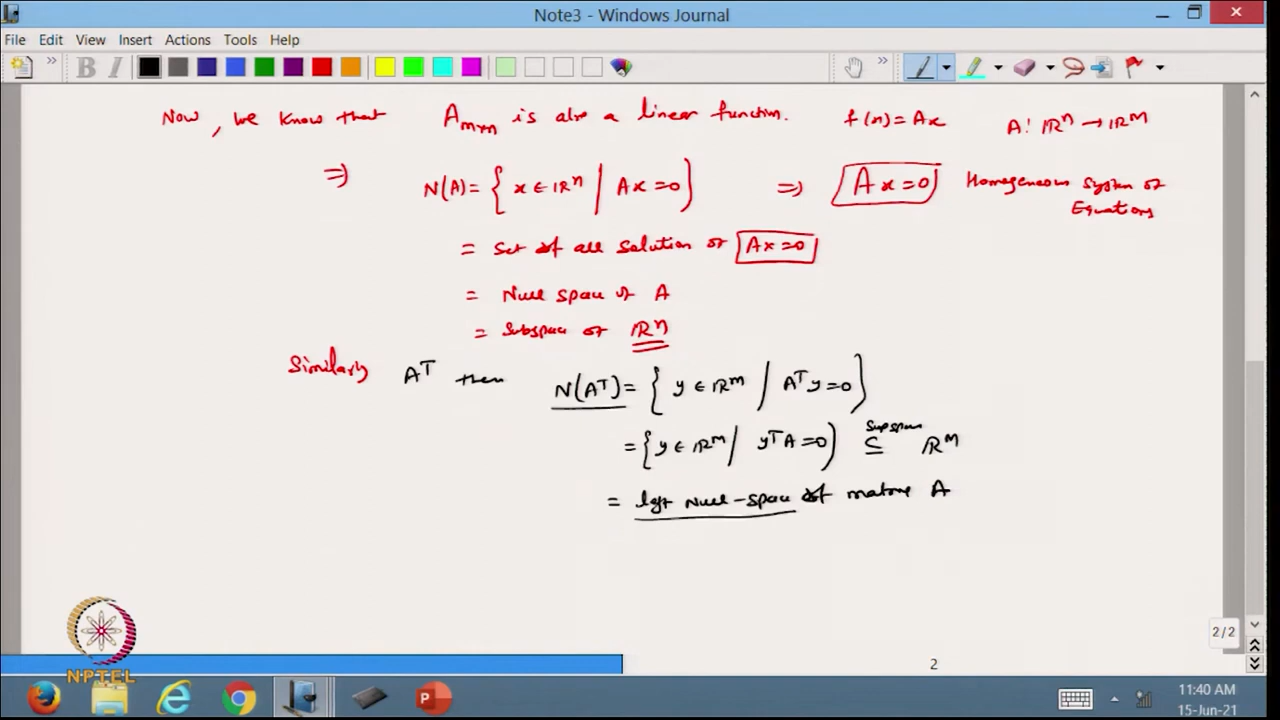 Note3 - Windows Journal
File Edit View Insert Actions Tools Help
Now, we know that A_{m×n} is also a linear function. f(x)=Ax A: ℝⁿ → ℝᵐ
⇒ N(A)= { x ∈ ℝⁿ / Ax=0 } ⇒ Ax=0 Homogeneous System of
Equations
= Set of all solution of Ax=0
= Null space of A
= Subspace of ℝⁿ
Similarly Aᵀ then N(Aᵀ)= { y ∈ ℝᵐ / Aᵀy=0 }
= { y ∈ ℝᵐ / yᵀA=0 } ⊆ ℝᵐ
= left Null-space of matrix A
2/2
2
NPTEL
11:40 AM
15-Jun-21